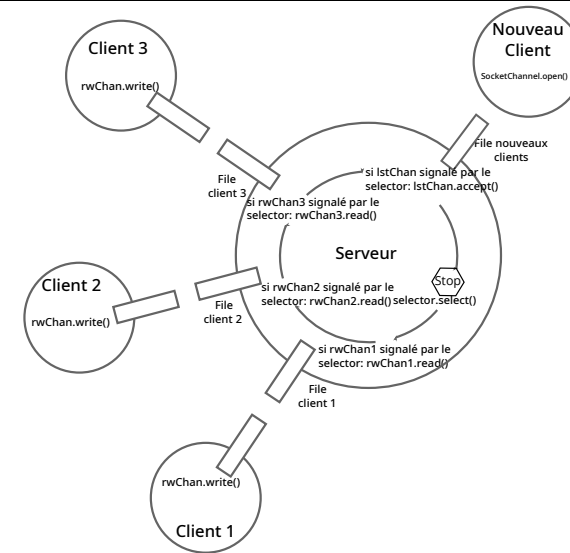 Client 3
rwChan.write()
Nouveau
Client
SocketChannel.open()
File nouveaux
clients
File
client 3
si lstChan signalé par le
selector: lstChan.accept()
si rwChan3 signalé par le
selector: rwChan3.read()
Serveur
Stop
selector.select()
Client 2
rwChan.write()
si rwChan2 signalé par le
selector: rwChan2.read()
File
client 2
si rwChan1 signalé par le
selector: rwChan1.read()
File
client 1
rwChan.write()
Client 1